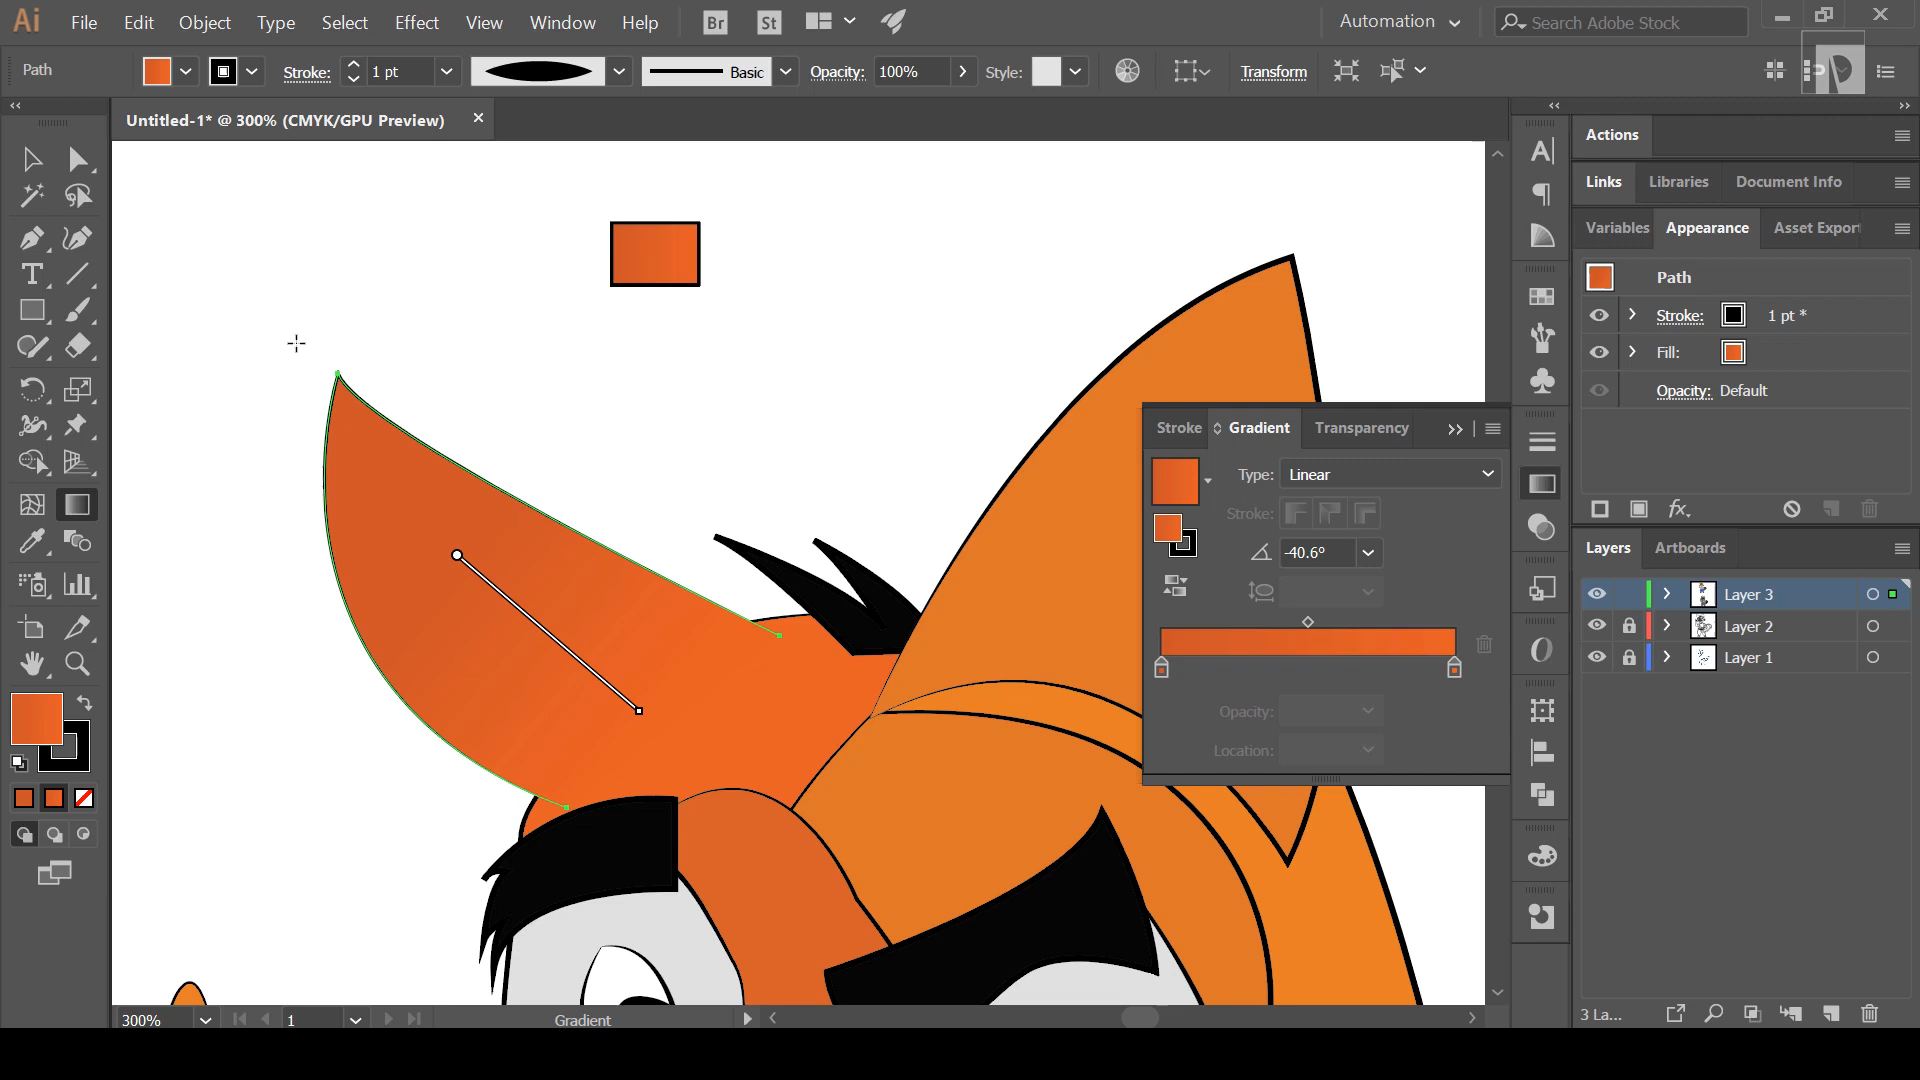 Ai File Edit Object Type Select Effect View Window Help Br St Automation Search Adobe Stock
Path Stroke: 1 pt Basic Opacity: 100% Style: Transform
Untitled-1* @ 300% (CMYK/GPU Preview)
Actions
Links Libraries Document Info
Variables Appearance Asset Export
Path
Stroke: 1 pt *
Fill:
Opacity: Default
Stroke Gradient Transparency
Type: Linear
Stroke:
-40.6°
Opacity:
Location:
Layers Artboards
Layer 3
Layer 2
Layer 1
3 La...
300% 1 Gradient